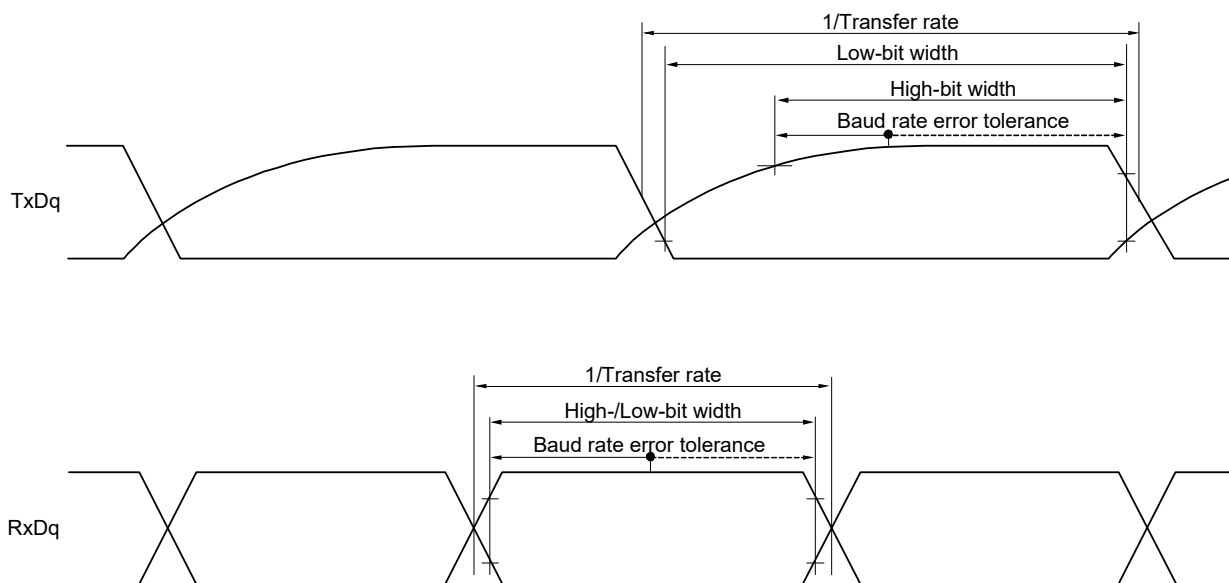 1/Transfer rate
Low-bit width
High-bit width
Baud rate error tolerance
TxDq
1/Transfer rate
High-/Low-bit width
Baud rate error tolerance
RxDq